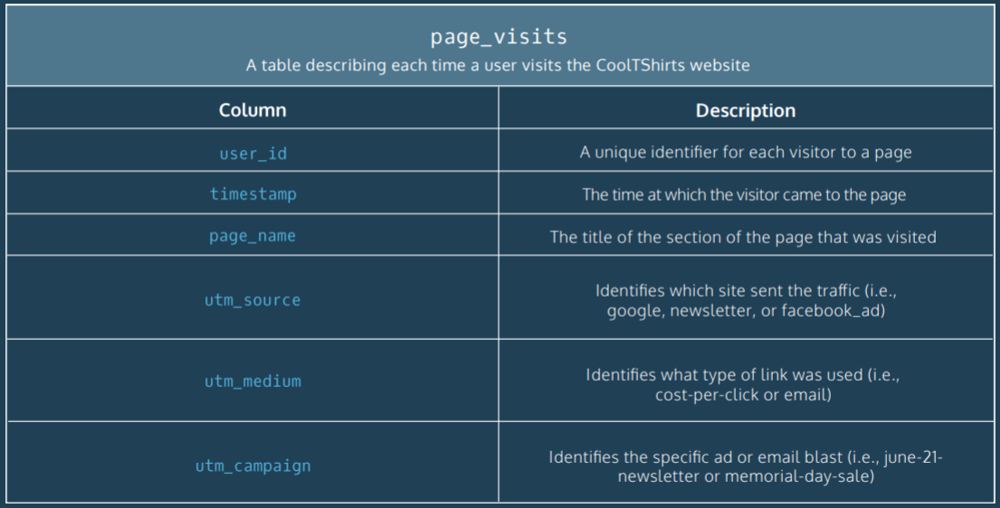 page_visits
A table describing each time a user visits the CoolTShirts website
Column
Description
user_id
A unique identifier for each visitor to a page
timestamp
The time at which the visitor came to the page
page_name
The title of the section of the page that was visited
utm_source
Identifies which site sent the traffic (i.e.,
google, newsletter, or facebook_ad)
utm_medium
Identifies what type of link was used (i.e.,
cost-per-click or email)
utm_campaign
Identifies the specific ad or email blast (i.e., june-21-
newsletter or memorial-day-sale)